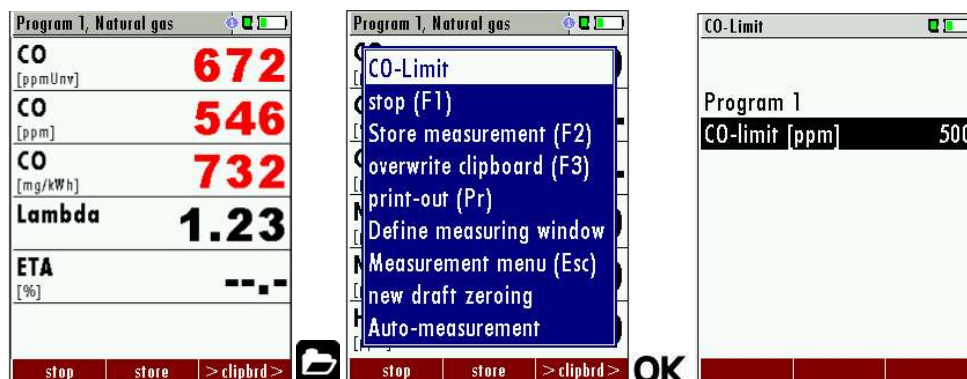 Program 1, Natural gas
CO
[ppmUnv]
672
CO
[ppm]
546
CO
[mg/kWh]
732
Lambda
1.23
ETA
[%]
--.-
stop store >clipbrd>
Program 1, Natural gas
CO-Limit
stop (F1)
Store measurement (F2)
overwrite clipboard (F3)
print-out (Pr)
Define measuring window
Measurement menu (Esc)
new draft zeroing
Auto-measurement
stop store >clipbrd>
OK
CO-Limit
Program 1
CO-limit [ppm] 500